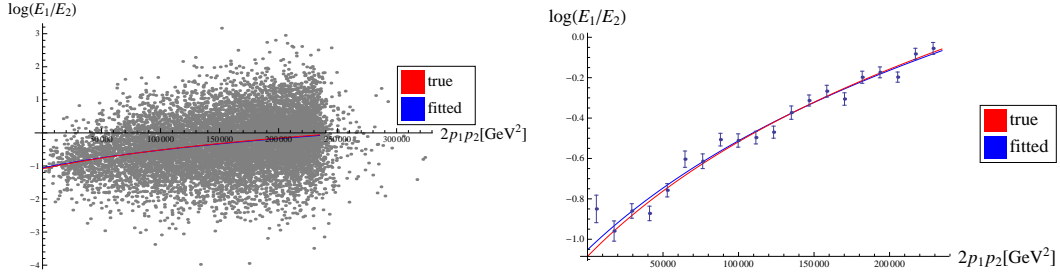 log(E₁/E₂)
3
2
1
-1
-2
-3
-4
50000
100000
150000
200000
250000
300000
2p₁p₂[GeV²]
true
fitted
log(E₁/E₂)
0.0
-0.2
-0.4
-0.6
-0.8
-1.0
50000
100000
150000
200000
2p₁p₂[GeV²]
true
fitted